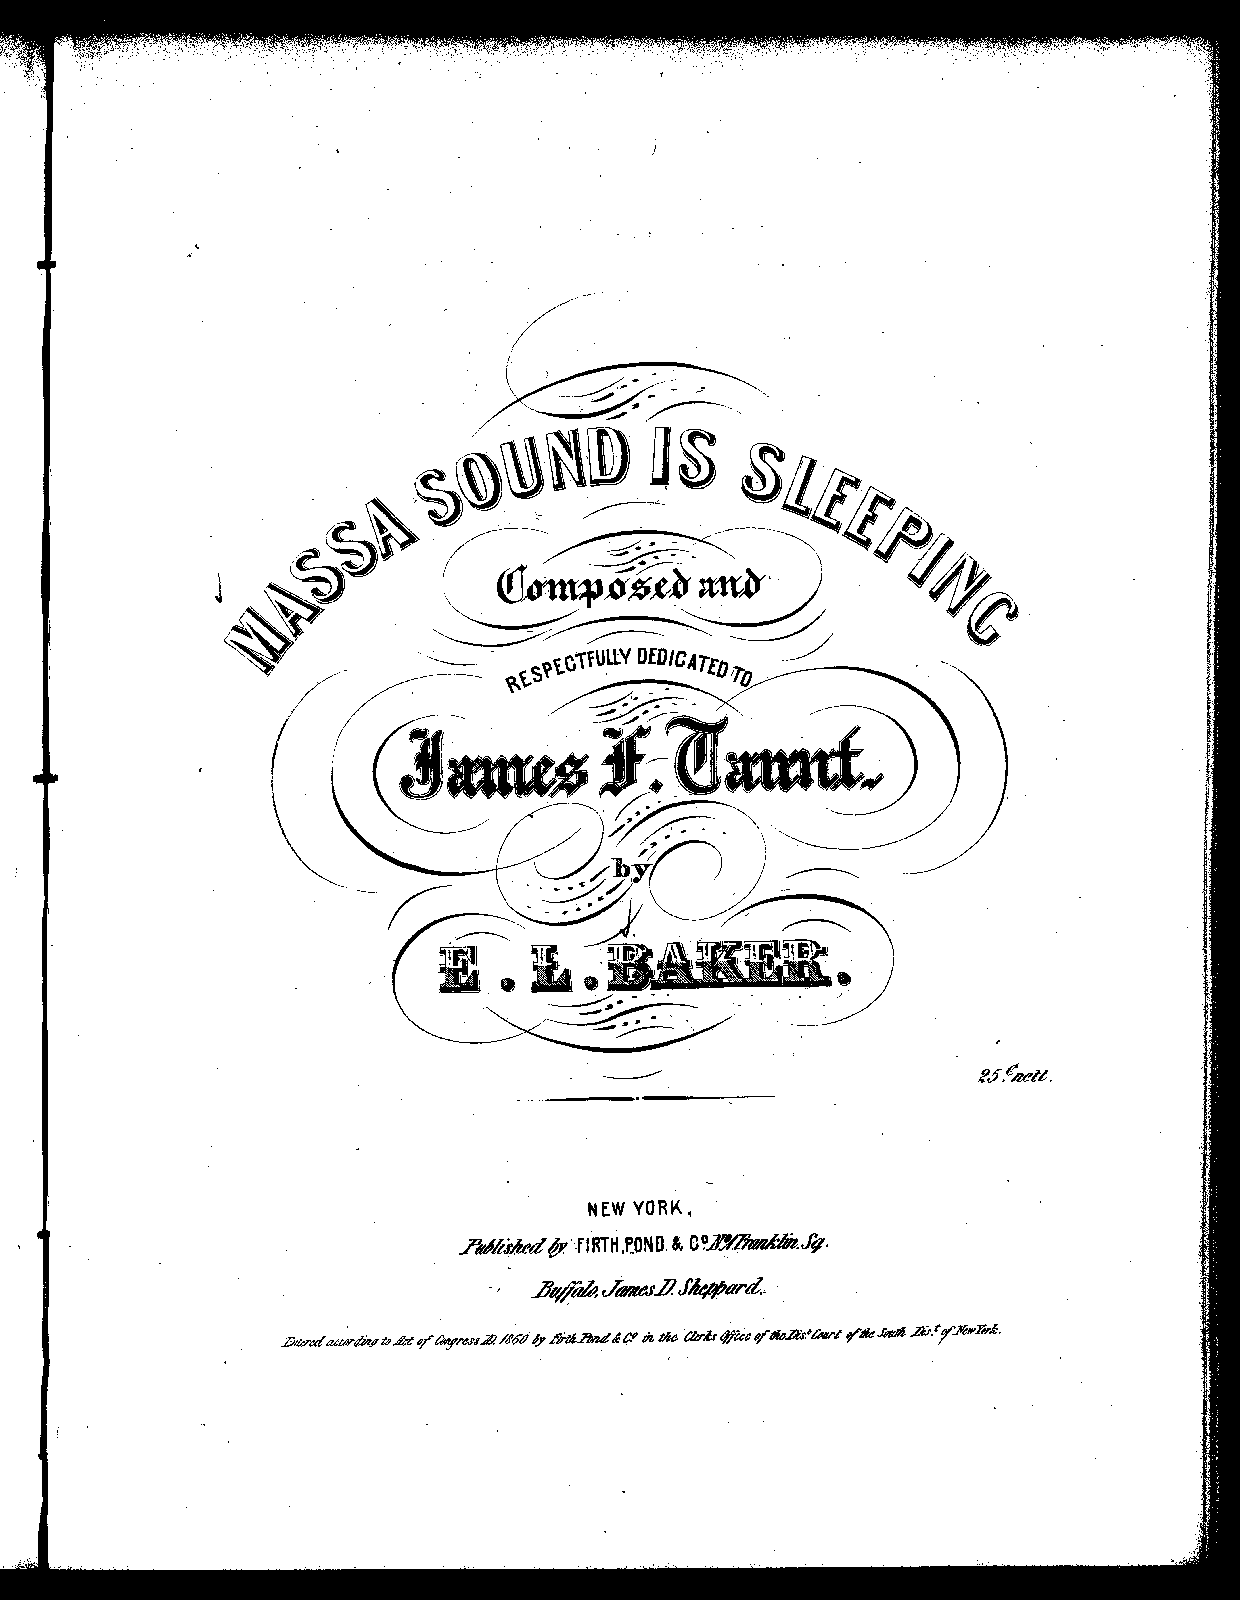 MASSA SOUND IS SLEEPING
Composed and
RESPECTFULLY DEDICATED TO
James F. Taunt.
by
E. L. BAKER.
25 ¢ nett.
NEW YORK,
Published by FIRTH, POND & Co. No. 1 Franklin Sq.
Buffalo, James D. Sheppard.
Entered according to Act of Congress AD. 1860 by Firth Pond & Co. in the Clerks Office of the Dist. Court of the South Dist. of New York.